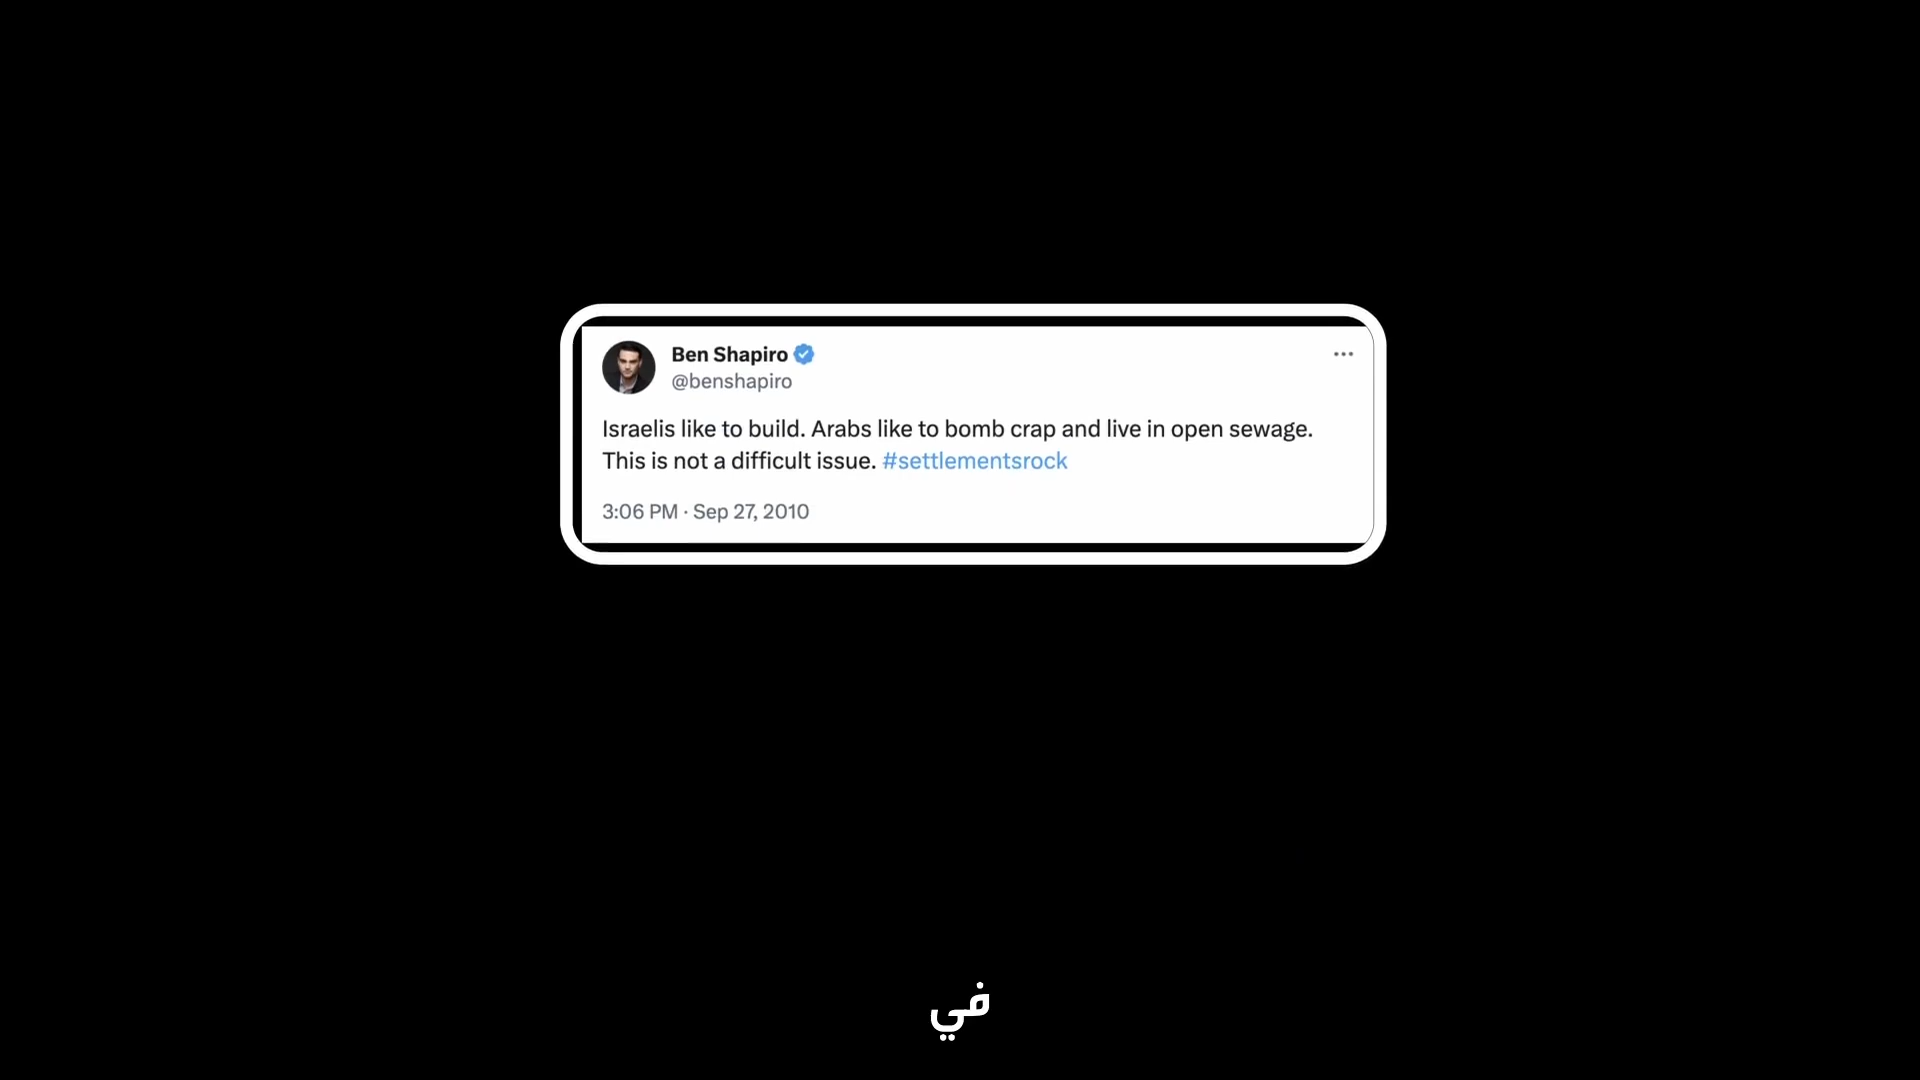 Ben Shapiro
@benshapiro
Israelis like to build. Arabs like to bomb crap and live in open sewage.
This is not a difficult issue. #settlementsrock
3:06 PM · Sep 27, 2010
في